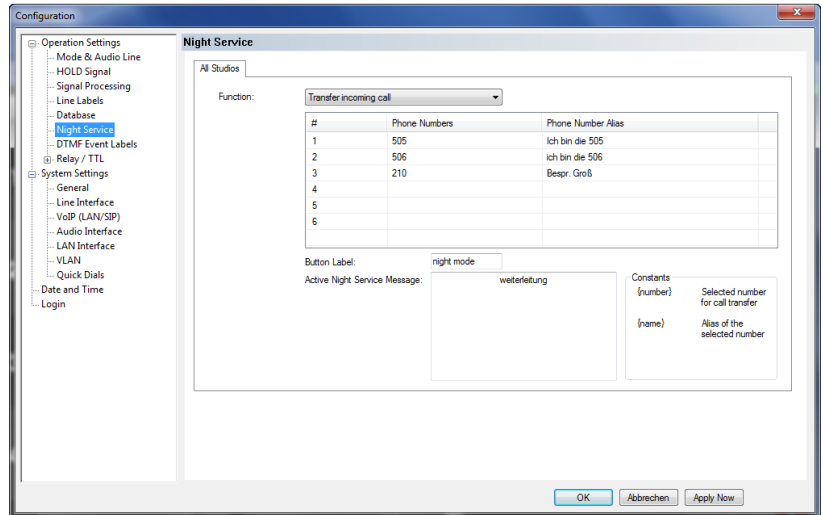 Configuration
Operation Settings
Mode & Audio Line
HOLD Signal
Signal Processing
Line Labels
Database
Night Service
DTMF Event Labels
Relay / TTL
System Settings
General
Line Interface
VoIP (LAN/SIP)
Audio Interface
LAN Interface
VLAN
Quick Dials
Date and Time
Login
Night Service
All Studios
Function: Transfer incoming call
# Phone Numbers Phone Number Alias
1 505 Ich bin die 505
2 506 ich bin die 506
3 210 Bespr. Groß
4
5
6
Button Label: night mode
Active Night Service Message: weiterleitung
Constants
{number} Selected number
for call transfer
{name} Alias of the
selected number
OK Abbrechen Apply Now